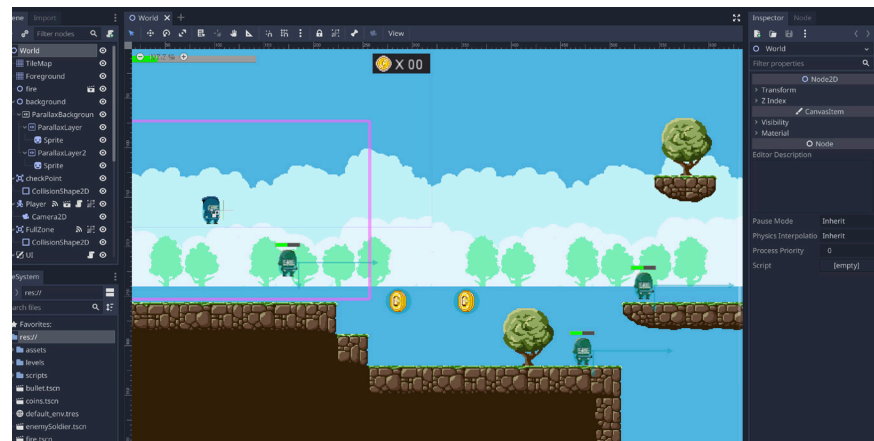 ene Import
Filter nodes
World
TileMap
Foreground
fire
background
ParallaxBackgroun
ParallaxLayer
Sprite
ParallaxLayer2
Sprite
checkPoint
CollisionShape2D
Player
Camera2D
FullZone
CollisionShape2D
UI
eSystem
res://
arch files
Favorites:
res://
assets
levels
scripts
bullet.tscn
coins.tscn
default_env.tres
enemySoldier.tscn
fire.tscn
World
View
X 00
Inspector Node
World
Filter properties
Node2D
Transform
Z Index
CanvasItem
Visibility
Material
Node
Editor Description
Pause Mode Inherit
Physics Interpolatio Inherit
Process Priority 0
Script [empty]